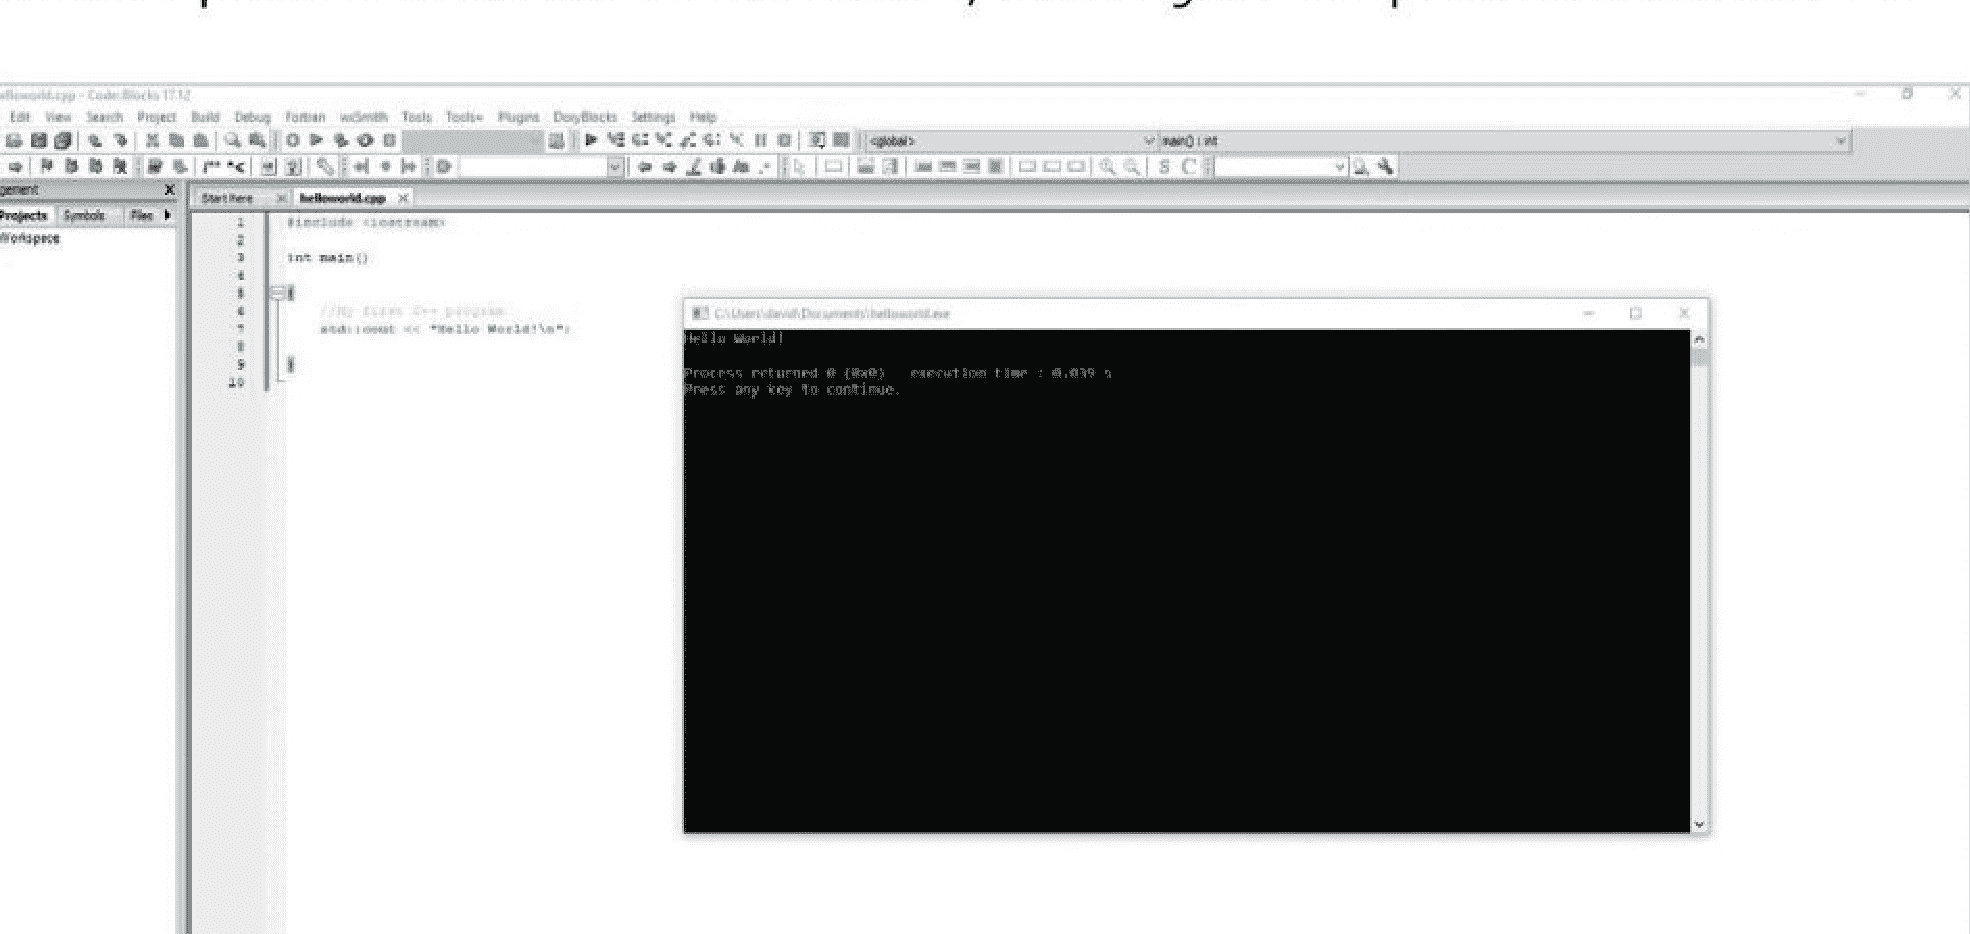 elloworld.cpp - Code::Blocks 17.12
Edit View Search Project Build Debug Fortran wxSmith Tools Tools+ Plugins DoxyBlocks Settings Help
<global> main() : int
S C
gement
Start here helloworld.cpp
Projects Symbols Files
Workspace
1 #include <iostream>
2
3 int main()
4
5 {
6 //My first C++ program
7 std::cout << "Hello World!\n";
8
9 }
10
C:\Users\david\Documents\helloworld.exe
Hello World!
Process returned 0 (0x0) execution time : 0.039 s
Press any key to continue.